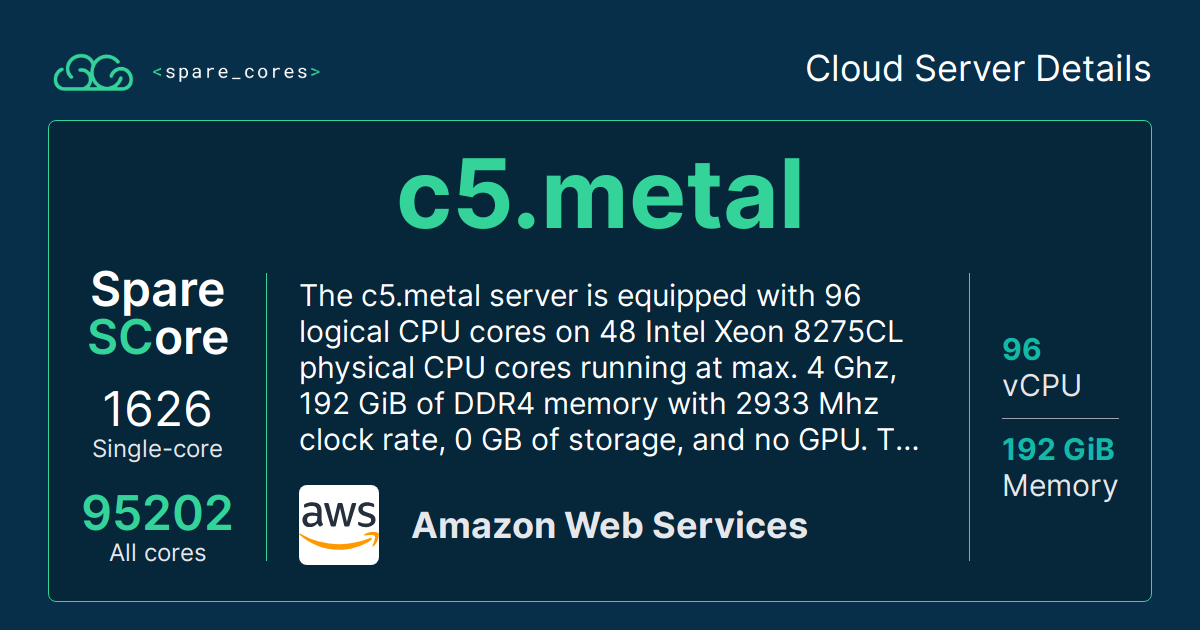 <spare_cores>
Cloud Server Details
c5.metal
Spare
SCore
1626
Single-core
95202
All cores
The c5.metal server is equipped with 96
logical CPU cores on 48 Intel Xeon 8275CL
physical CPU cores running at max. 4 Ghz,
192 GiB of DDR4 memory with 2933 Mhz
clock rate, 0 GB of storage, and no GPU. T...
aws
Amazon Web Services
96
vCPU
192 GiB
Memory